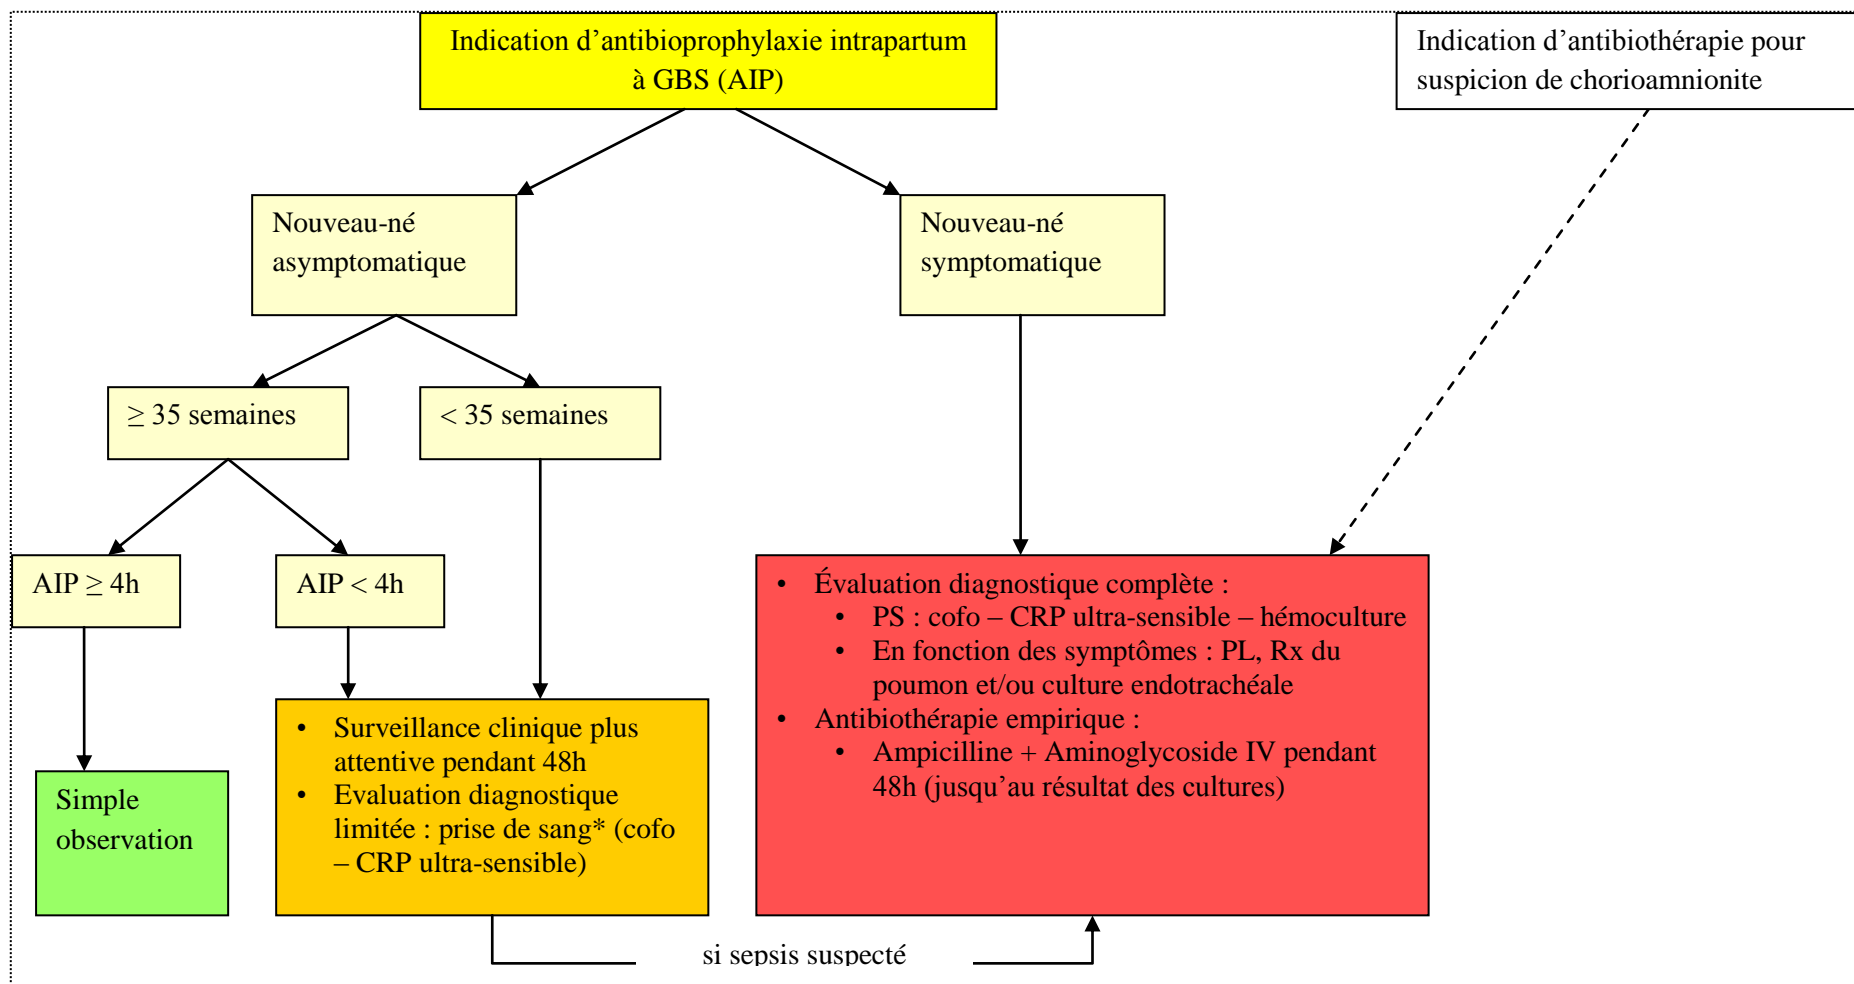 Indication d’antibioprophylaxie intrapartum
à GBS (AIP)
Indication d’antibiothérapie pour
suspicion de chorioamnionite
Nouveau-né
asymptomatique
Nouveau-né
symptomatique
≥ 35 semaines
< 35 semaines
AIP ≥ 4h
AIP < 4h
Simple
observation
• Surveillance clinique plus
attentive pendant 48h
• Evaluation diagnostique
limitée : prise de sang* (cofo
– CRP ultra-sensible)
• Évaluation diagnostique complète :
• PS : cofo – CRP ultra-sensible – hémoculture
• En fonction des symptômes : PL, Rx du
poumon et/ou culture endotrachéale
• Antibiothérapie empirique :
• Ampicilline + Aminoglycoside IV pendant
48h (jusqu’au résultat des cultures)
si sepsis suspecté